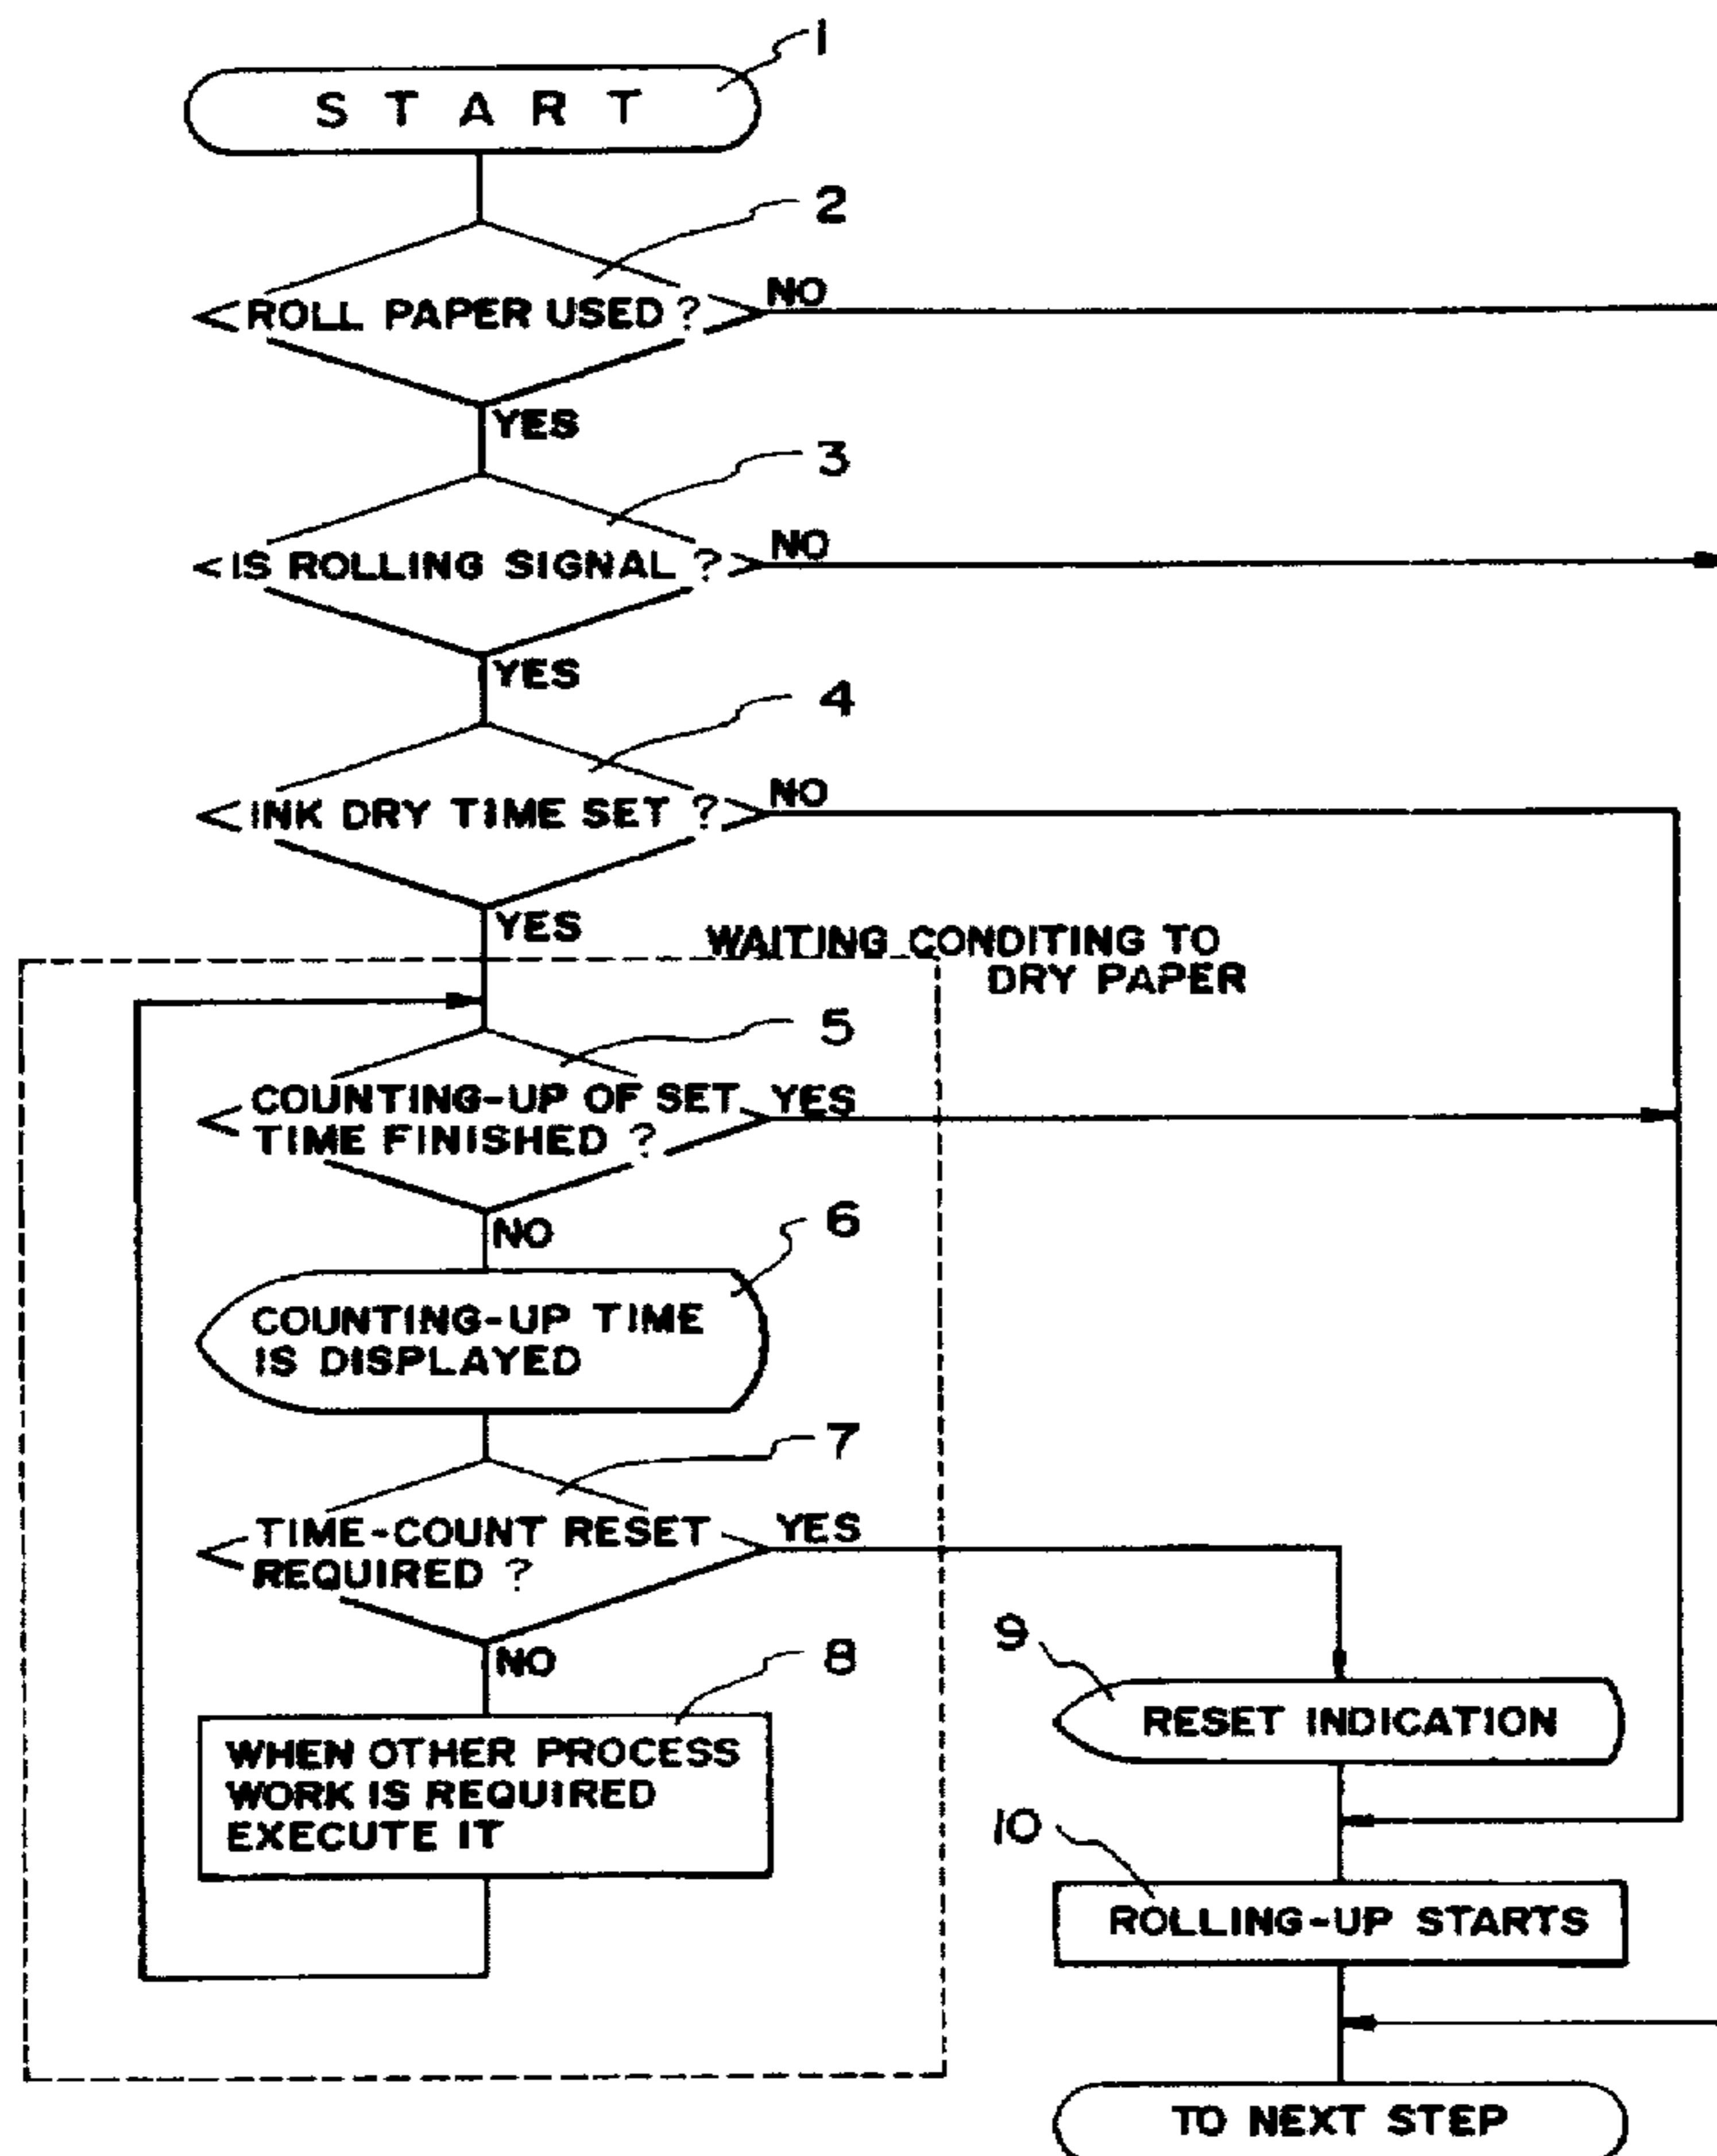 1
S T A R T
2
ROLL PAPER USED ?
NO
YES
3
IS ROLLING SIGNAL ?
NO
YES
4
INK DRY TIME SET ?
NO
YES
WAITING CONDITING TO
DRY PAPER
5
COUNTING-UP OF SET
TIME FINISHED ?
YES
NO
6
COUNTING-UP TIME
IS DISPLAYED
7
TIME-COUNT RESET
REQUIRED ?
YES
NO
8
WHEN OTHER PROCESS
WORK IS REQUIRED
EXECUTE IT
9
RESET INDICATION
10
ROLLING-UP STARTS
TO NEXT STEP